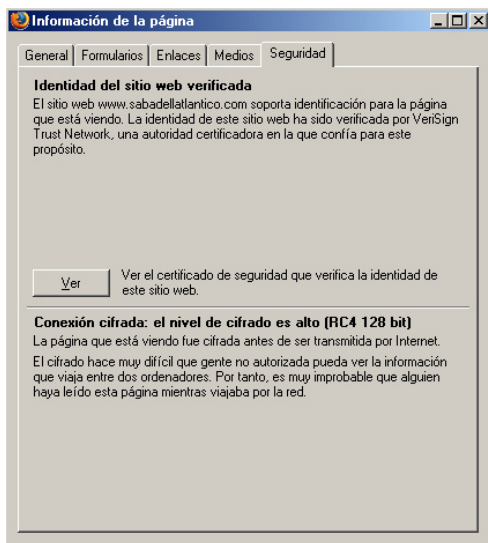 Información de la página
General Formularios Enlaces Medios Seguridad
Identidad del sitio web verificada
El sitio web www.sabadellatlantico.com soporta identificación para la página
que está viendo. La identidad de este sitio web ha sido verificada por VeriSign
Trust Network, una autoridad certificadora en la que confía para este
propósito.
Ver
Ver el certificado de seguridad que verifica la identidad de
este sitio web.
Conexión cifrada: el nivel de cifrado es alto (RC4 128 bit)
La página que está viendo fue cifrada antes de ser transmitida por Internet.
El cifrado hace muy difícil que gente no autorizada pueda ver la información
que viaja entre dos ordenadores. Por tanto, es muy improbable que alguien
haya leído esta página mientras viajaba por la red.